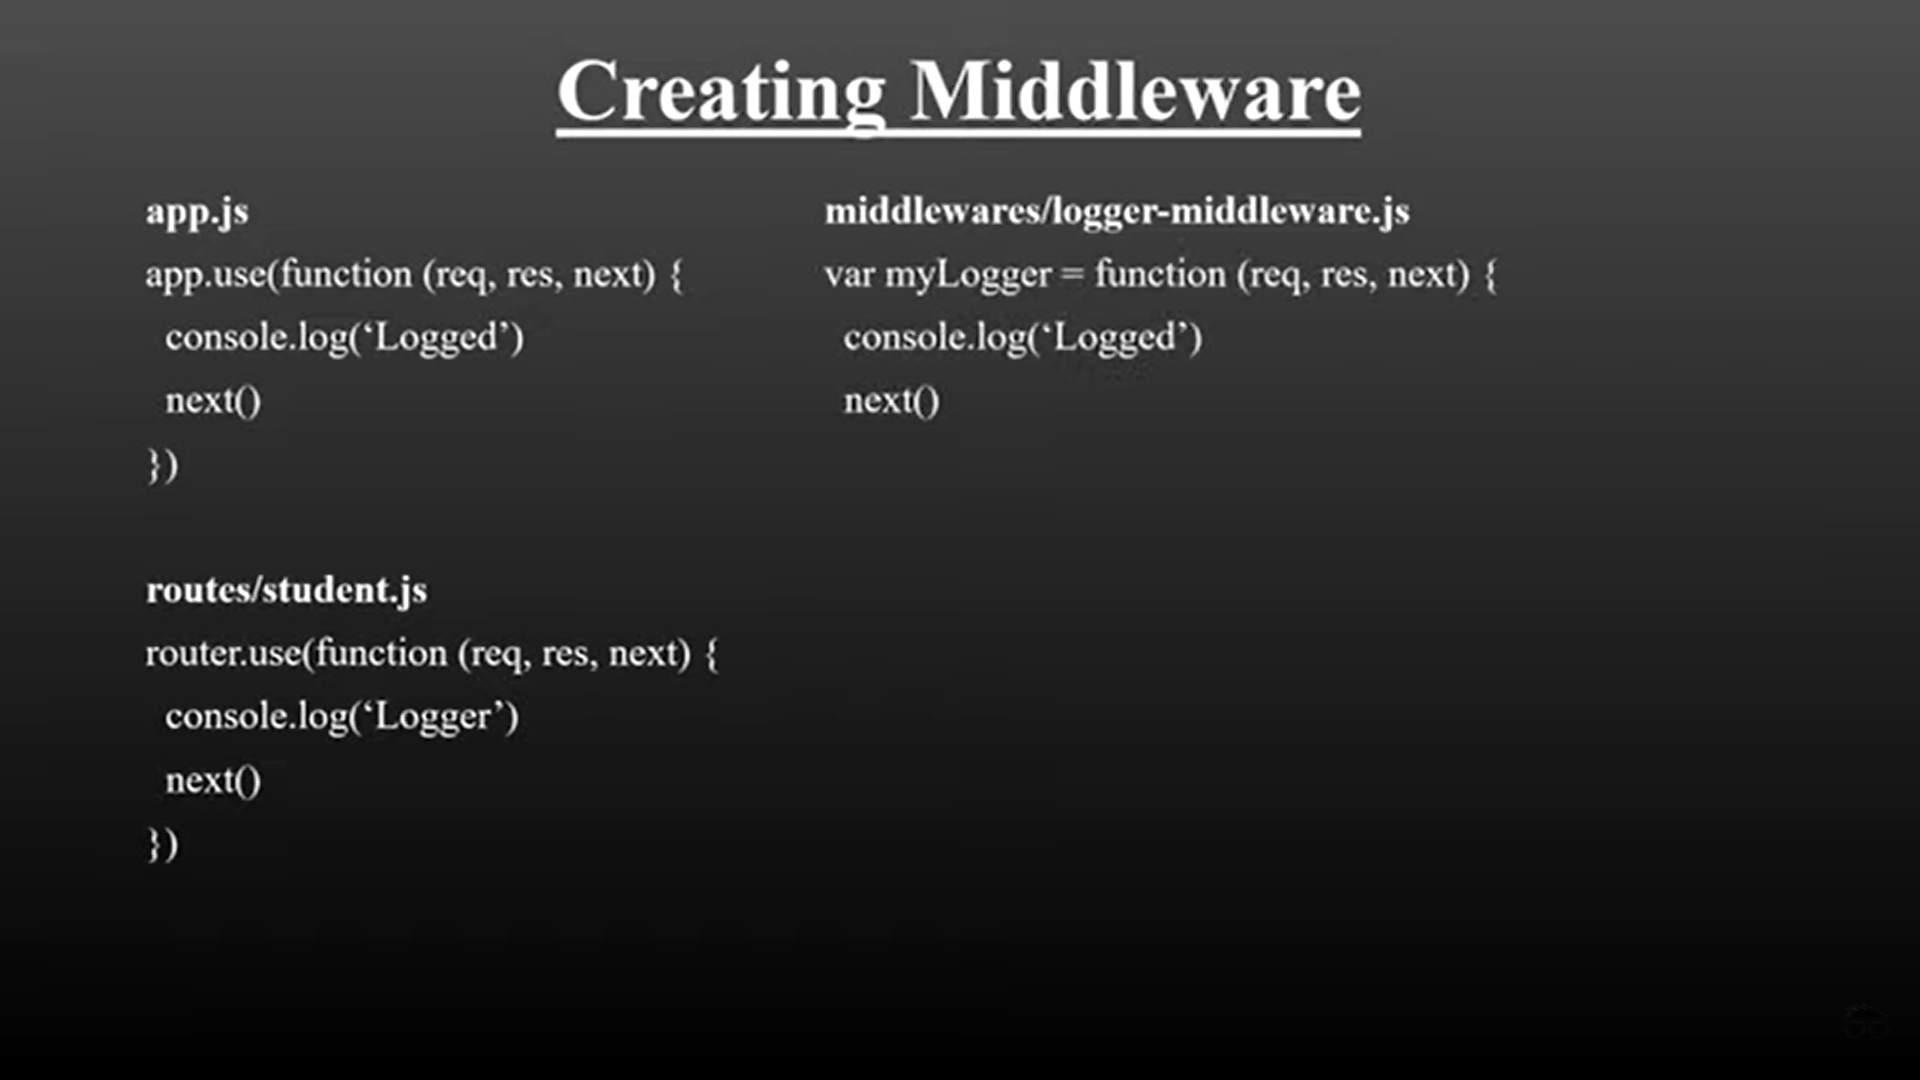 Creating Middleware
app.js
app.use(function (req, res, next) {
console.log(‘Logged’)
next()
})
routes/student.js
router.use(function (req, res, next) {
console.log(‘Logger’)
next()
})
middlewares/logger-middleware.js
var myLogger = function (req, res, next) {
console.log(‘Logged’)
next()